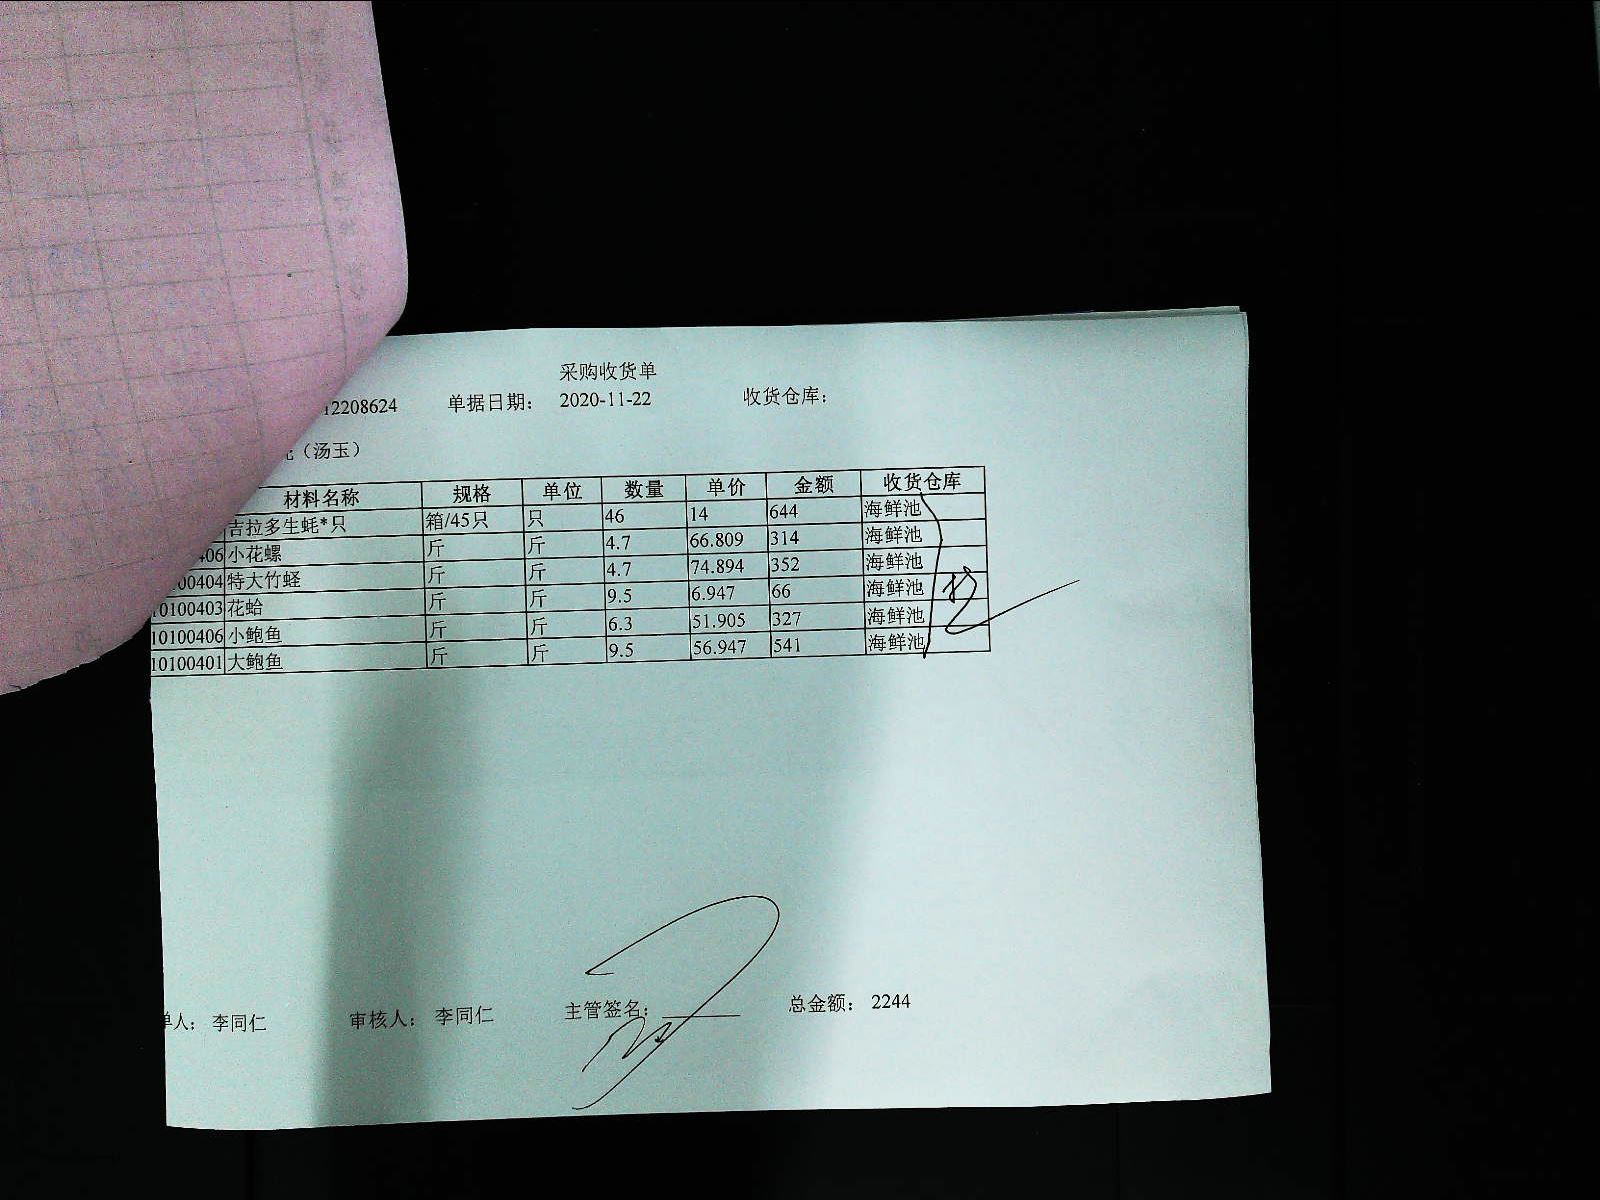 采购收货单
12208624 单据日期： 2020-11-22 收货仓库：
（汤玉）
材料名称 规格 单位 数量 单价 金额 收货仓库
吉拉多生蚝*只 箱/45只 只 46 14 644 海鲜池
406 小花螺 斤 斤 4.7 66.809 314 海鲜池
00404 特大竹蛏 斤 斤 4.7 74.894 352 海鲜池
10100403 花蛤 斤 斤 9.5 6.947 66 海鲜池
10100406 小鲍鱼 斤 斤 6.3 51.905 327 海鲜池
10100401 大鲍鱼 斤 斤 9.5 56.947 541 海鲜池
单人： 李同仁 审核人： 李同仁 主管签名： 总金额： 2244